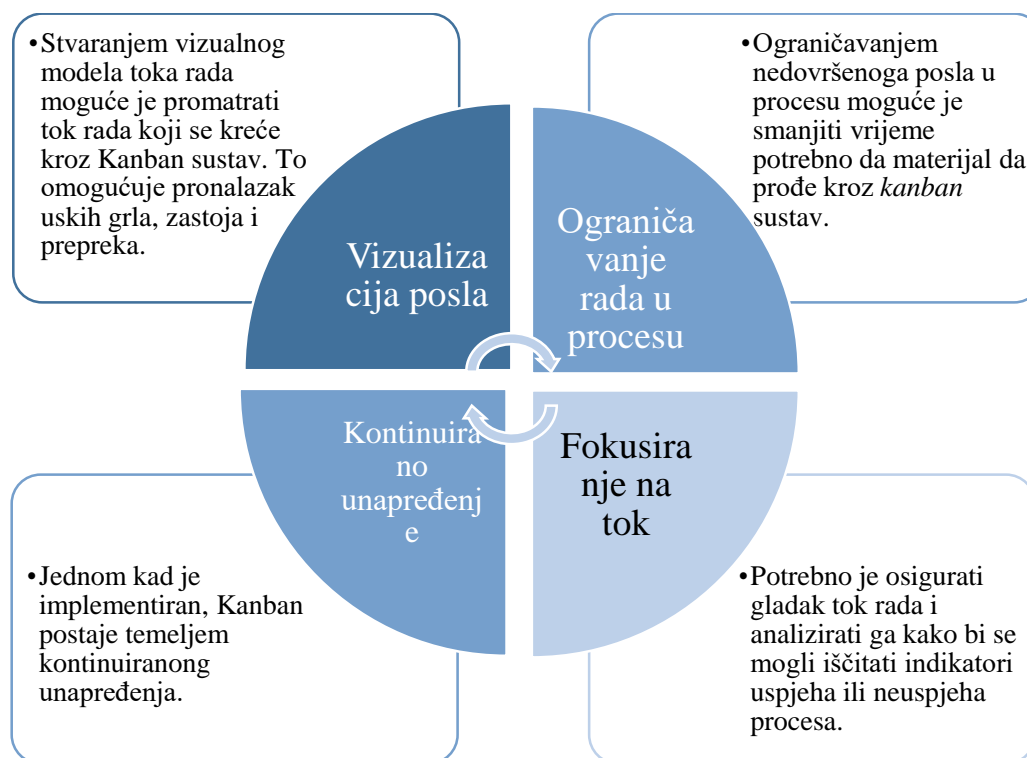 •Stvaranjem vizualnog
modela toka rada
moguće je promatrati
tok rada koji se kreće
kroz Kanban sustav. To
omogućuje pronalazak
uskih grla, zastoja i
prepreka.
•Ograničavanjem
nedovršenoga posla u
procesu moguće je
smanjiti vrijeme
potrebno da materijal da
prođe kroz kanban
sustav.
Vizualiza
cija posla
Ograniča
vanje
rada u
procesu
Kontinuira
no
unapređenj
e
Fokusira
nje na
tok
•Jednom kad je
implementiran, Kanban
postaje temeljem
kontinuiranong
unapređenja.
•Potrebno je osigurati
gladak tok rada i
analizirati ga kako bi se
mogli iščitati indikatori
uspjeha ili neuspjeha
procesa.